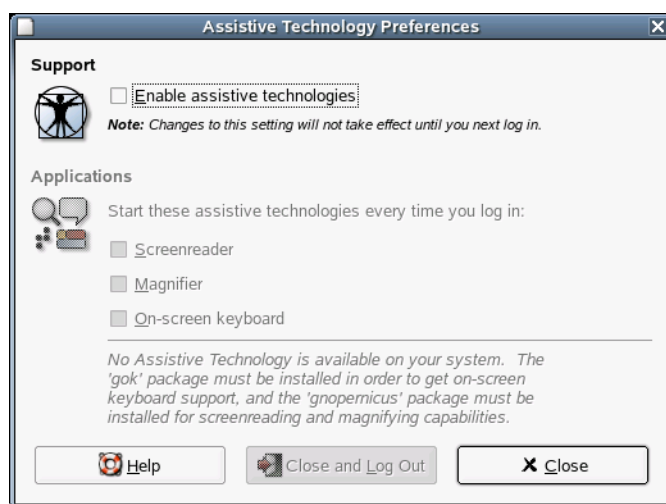 Assistive Technology Preferences
Support
Enable assistive technologies
Note: Changes to this setting will not take effect until you next log in.
Applications
Start these assistive technologies every time you log in:
Screenreader
Magnifier
On-screen keyboard
No Assistive Technology is available on your system. The
'gok' package must be installed in order to get on-screen
keyboard support, and the 'gnopernicus' package must be
installed for screenreading and magnifying capabilities.
Help
Close and Log Out
Close